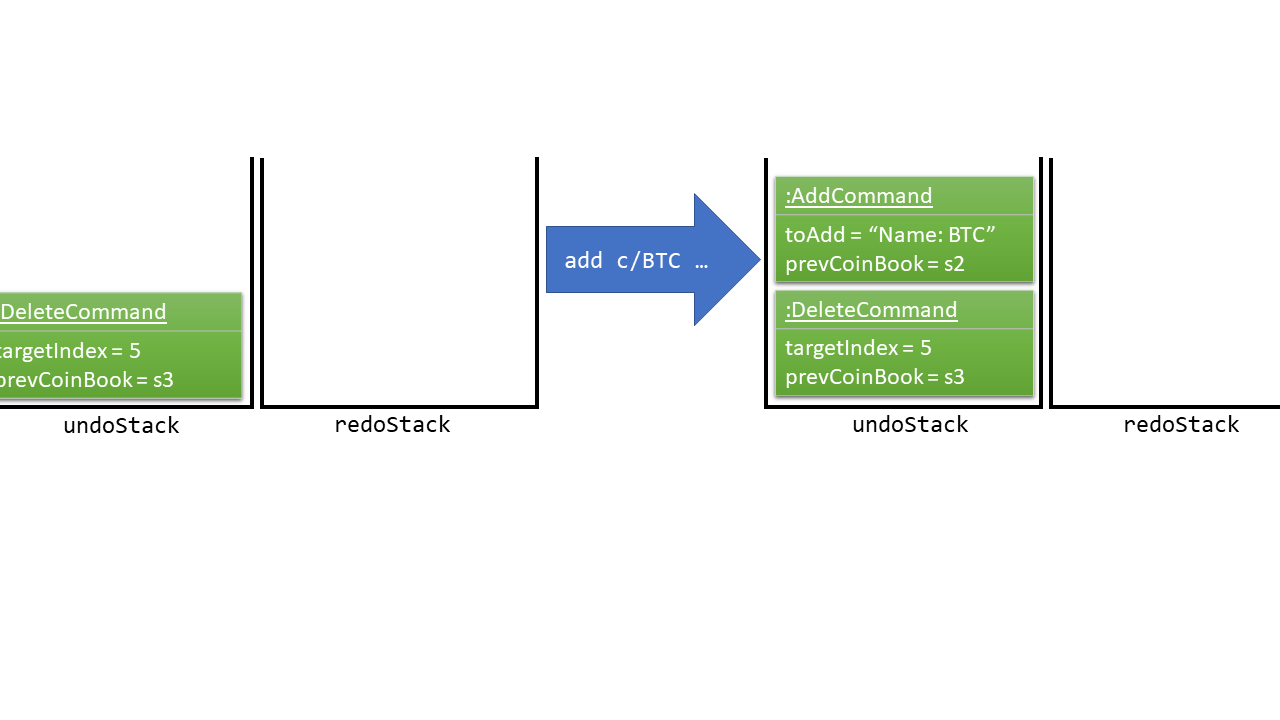 DeleteCommand
targetIndex = 5
prevCoinBook = s3
undoStack
redoStack
add c/BTC …
:AddCommand
toAdd = “Name: BTC”
prevCoinBook = s2
:DeleteCommand
targetIndex = 5
prevCoinBook = s3
undoStack
redoStack